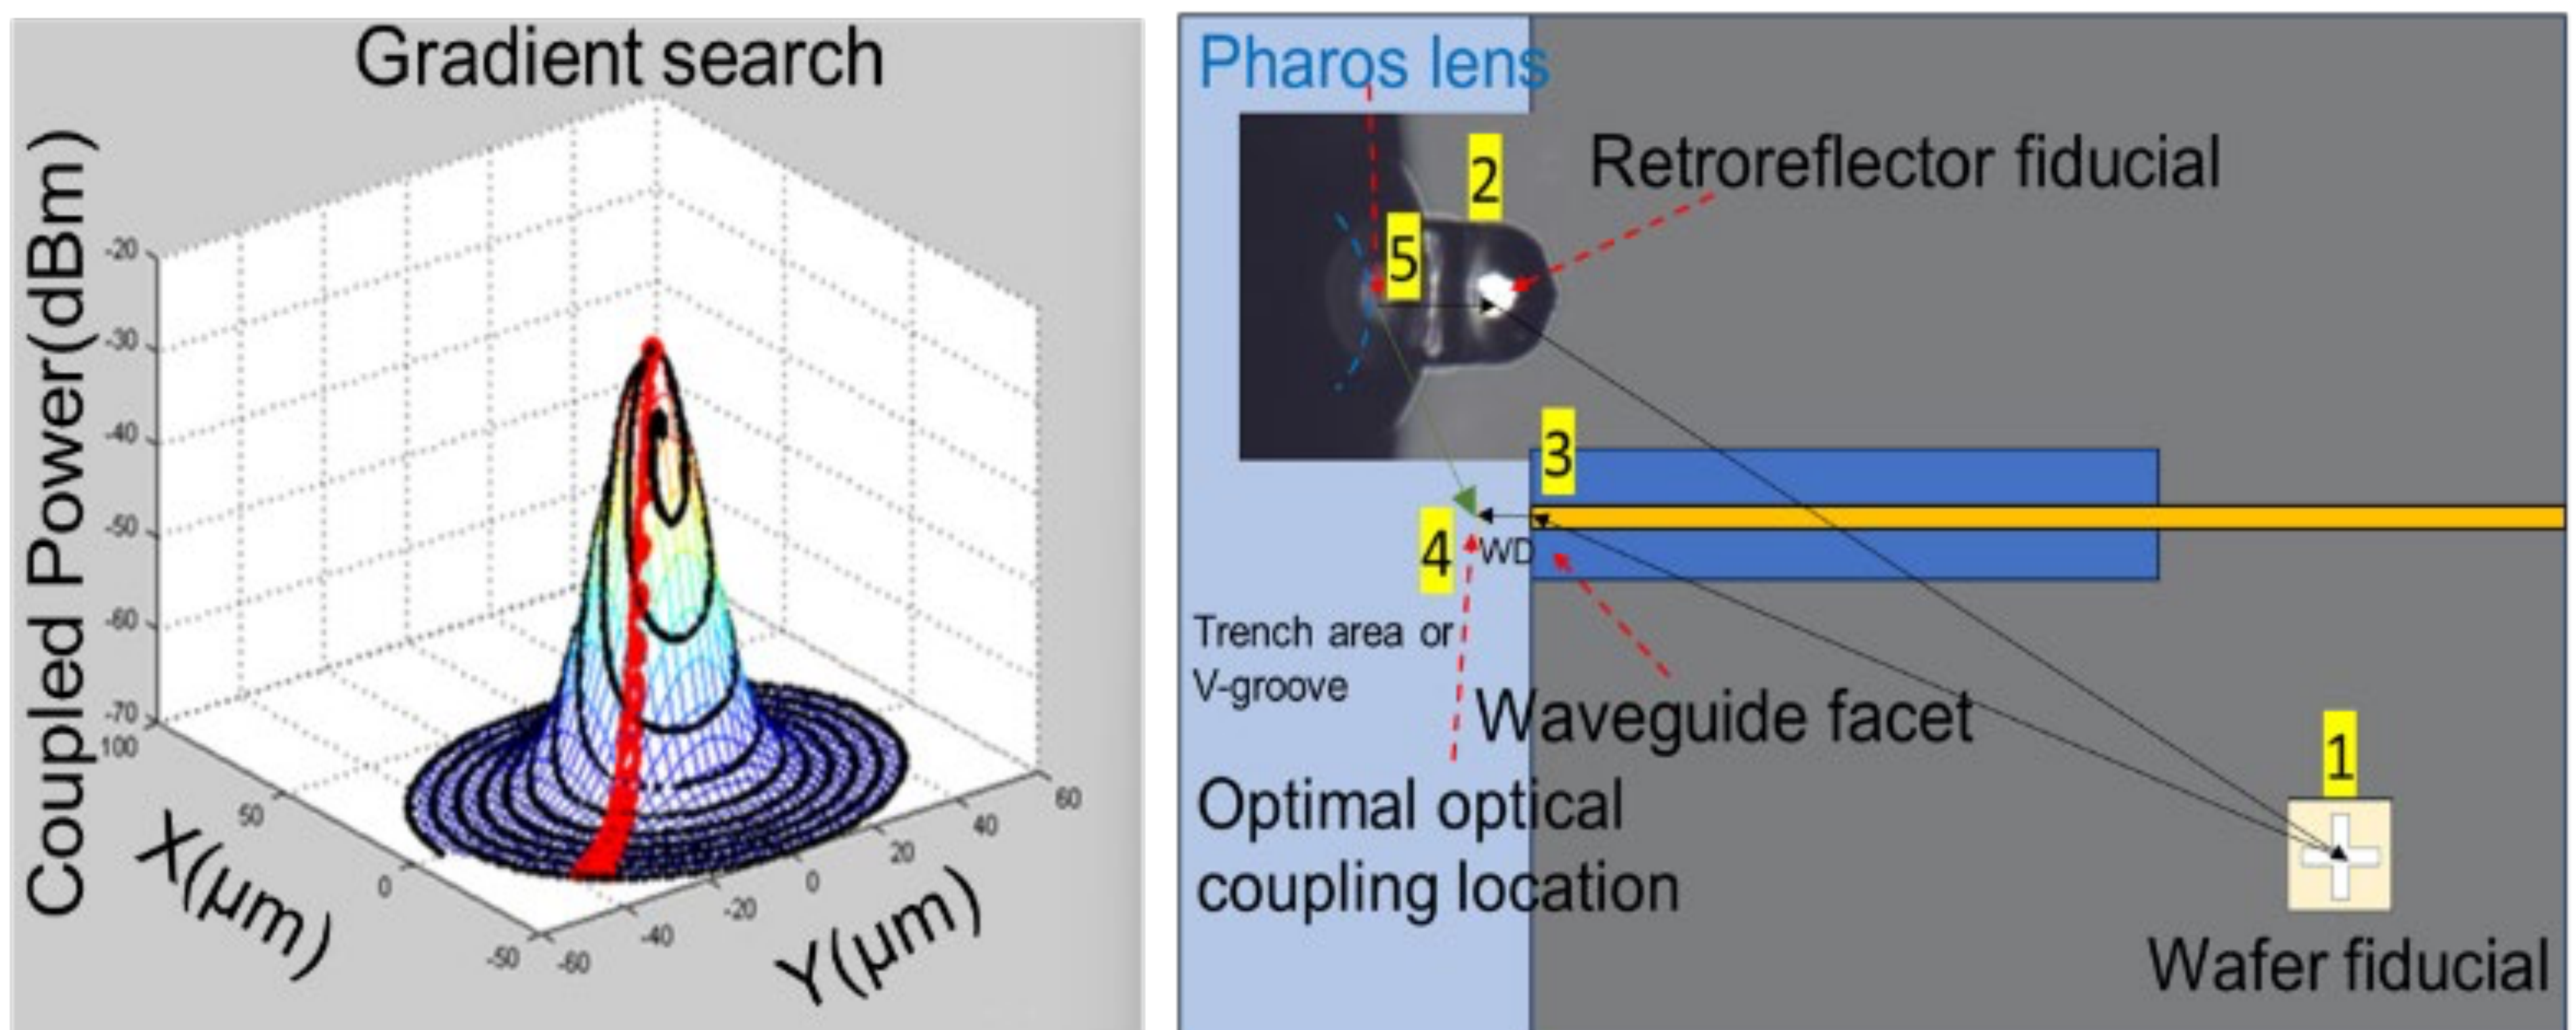 Gradient search
Coupled Power(dBm)
-20
-30
-40
-50
-60
-70
100
50
0
-50
X(μm)
-60
-40
-20
0
20
40
60
Y(μm)
Pharos lens
2
Retroreflector fiducial
5
3
4
WD
Trench area or
V-groove
Waveguide facet
1
Optimal optical
coupling location
Wafer fiducial